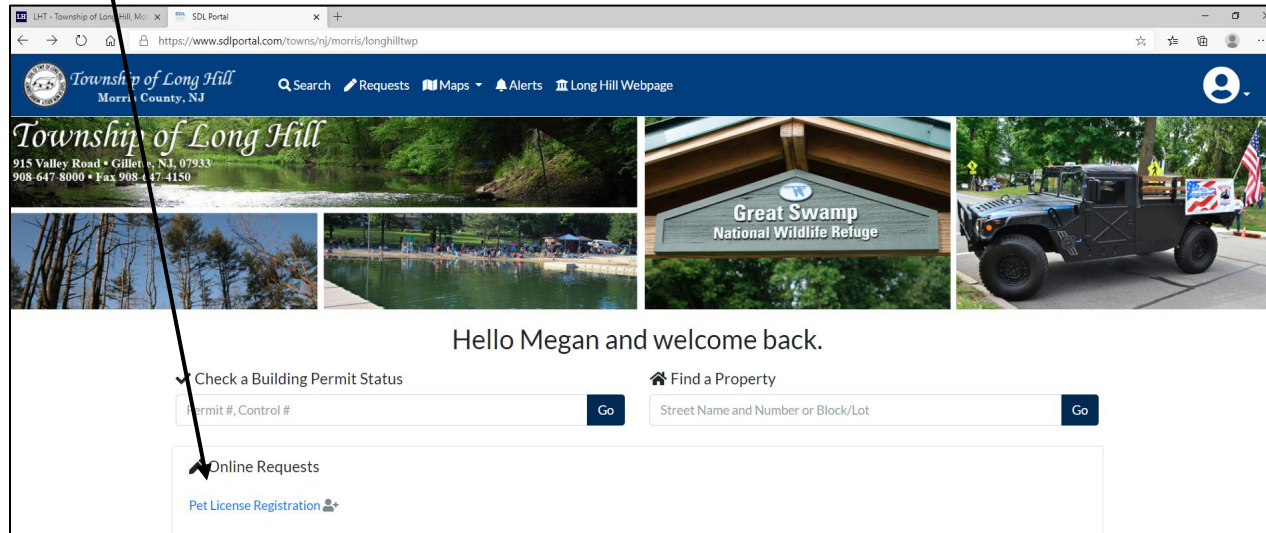 LHT - Township of Long Hill, Mor
SDL Portal
https://www.sdlportal.com/towns/nj/morris/longhilltwp
Township of Long Hill
Morris County, NJ
Search Requests Maps Alerts Long Hill Webpage
Township of Long Hill
915 Valley Road • Gillette, NJ, 07933
908-647-8000 • Fax 908-647-4150
Great Swamp
National Wildlife Refuge
Hello Megan and welcome back.
Check a Building Permit Status
Permit #, Control #
Go
Find a Property
Street Name and Number or Block/Lot
Go
Online Requests
Pet License Registration